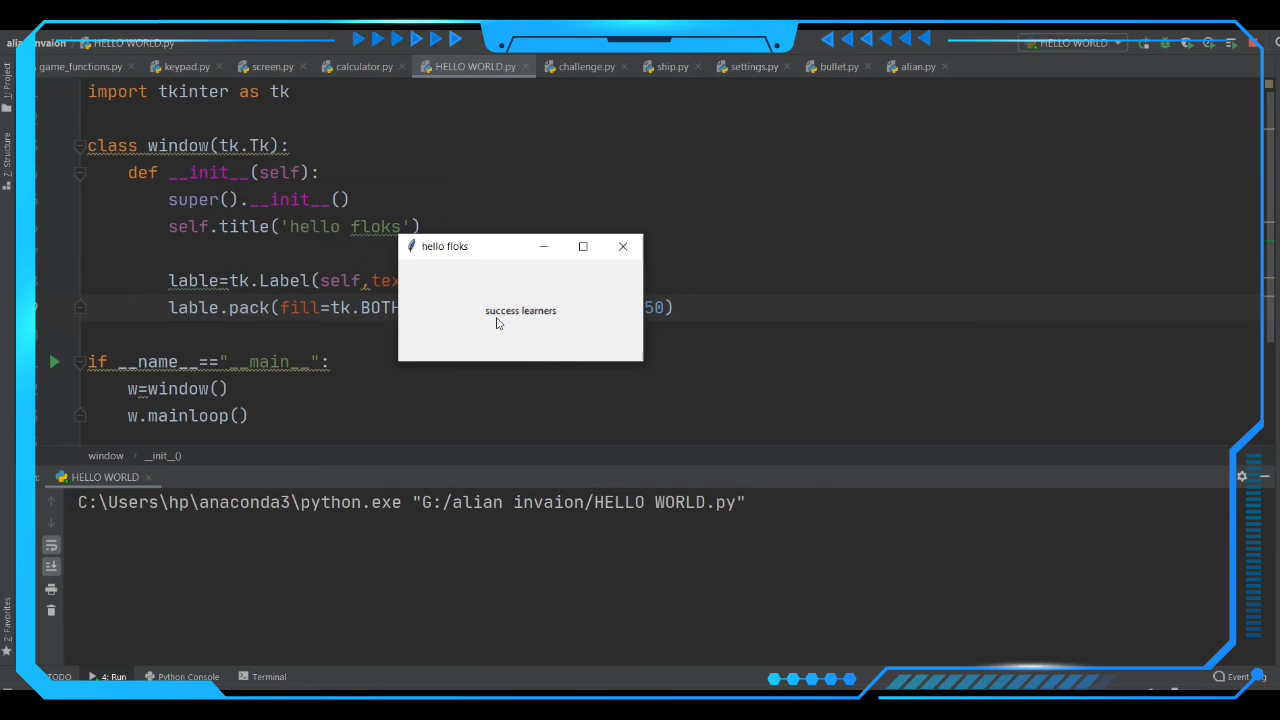 alian invaion HELLO WORLD.py HELLO WORLD
game_functions.py keypad.py screen.py calculator.py HELLO WORLD.py challenge.py ship.py settings.py bullet.py alian.py
1: Project
7: Structure
2: Favorites
import tkinter as tk
class window(tk.Tk):
def __init__(self):
super().__init__()
self.title('hello floks')
hello floks
lable=tk.Label(self,tex
success learners
lable.pack(fill=tk.BOTH 50)
if __name__=="__main__":
w=window()
w.mainloop()
window › __init__()
HELLO WORLD
C:\Users\hp\anaconda3\python.exe "G:/alian invaion/HELLO WORLD.py"
TODO 4: Run Python Console Terminal Event